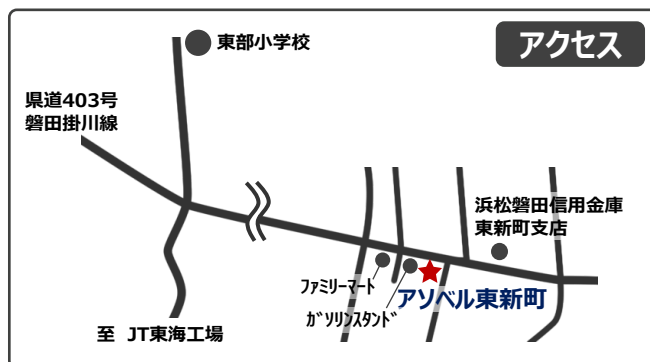 アクセス
東部小学校
県道403号
磐田掛川線
浜松磐田信用金庫
東新町支店
ﾌｧﾐﾘｰﾏｰﾄ
ｶﾞｿﾘﾝｽﾀﾝﾄﾞ
アソベル東新町
至 JT東海工場